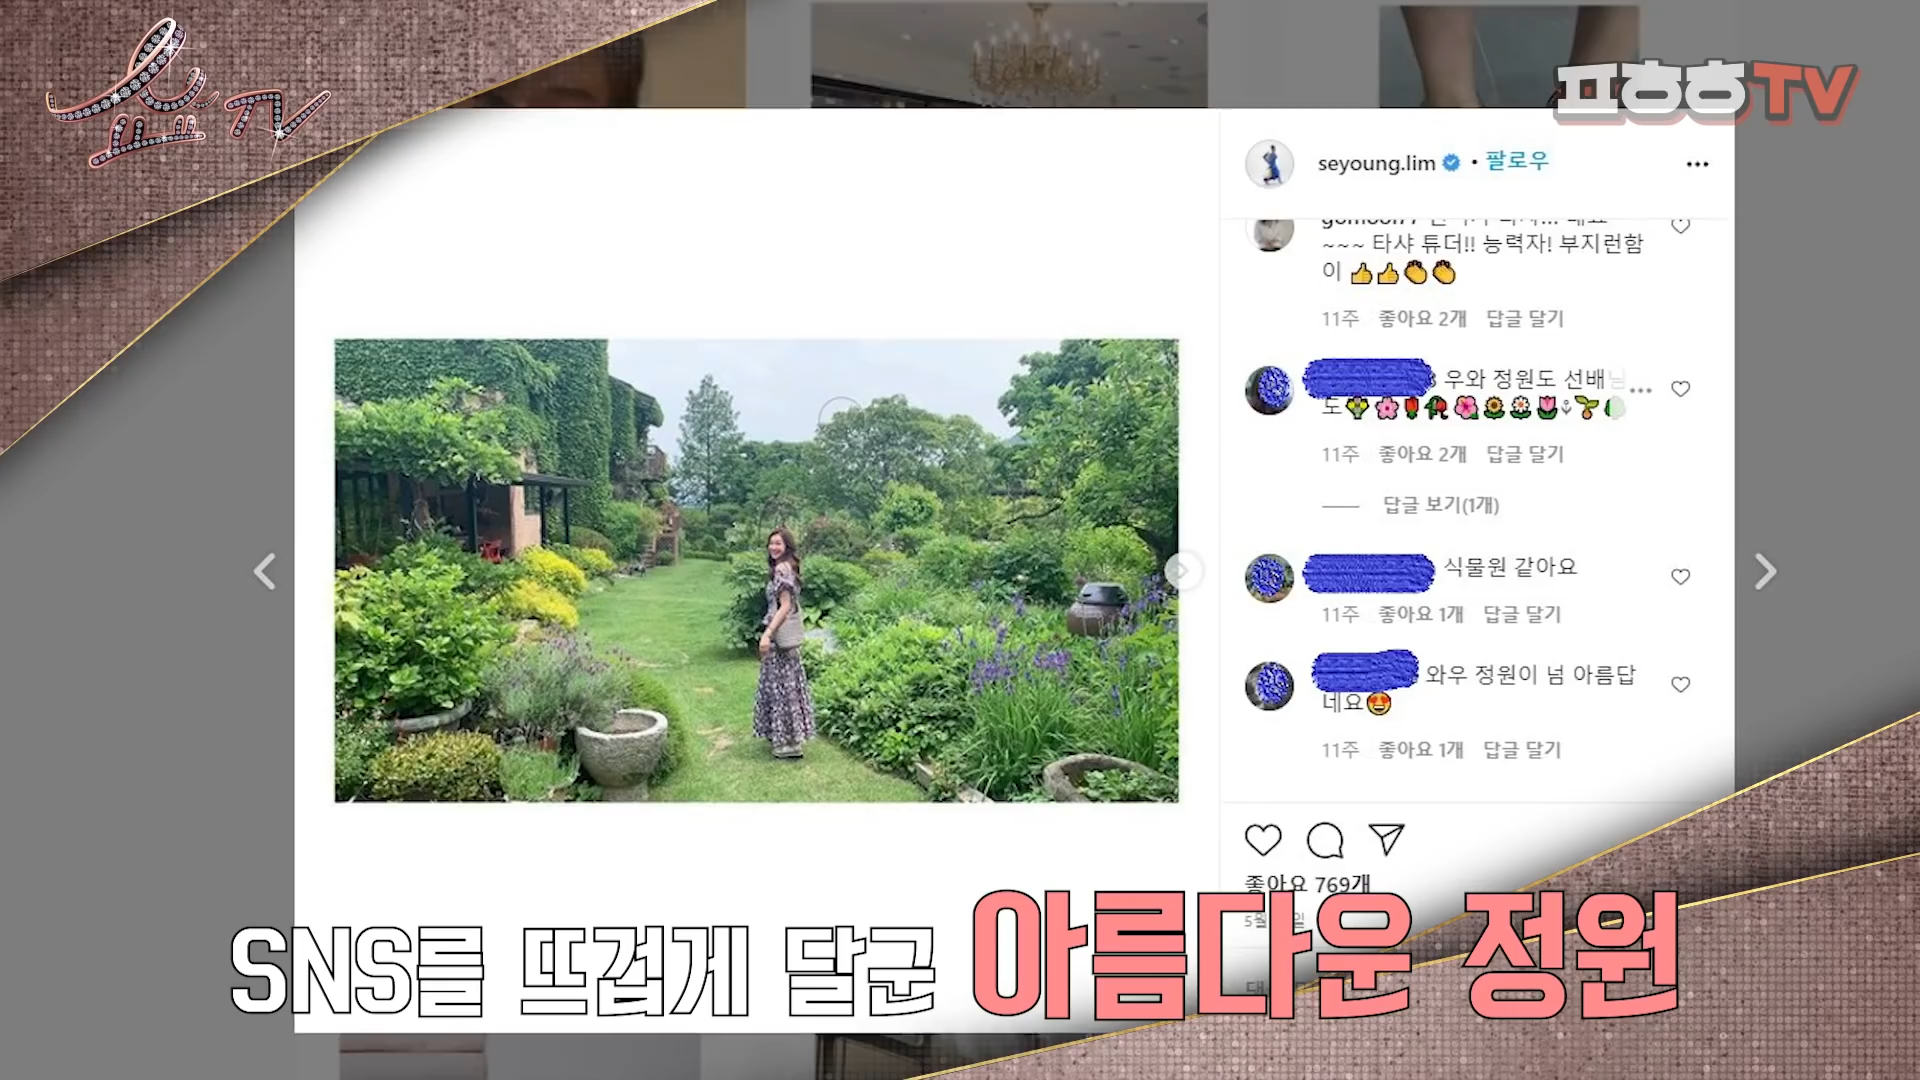 쇼TV
프흥흥TV
seyoung.lim • 팔로우
~~~ 타샤 튜더!! 능력자! 부지런함
이 👍👍👏👏
11주 좋아요 2개 답글 달기
우와 정원도 선배님
도
11주 좋아요 2개 답글 달기
답글 보기(1개)
식물원 같아요
11주 좋아요 1개 답글 달기
와우 정원이 넘 아름답
네요😍
11주 좋아요 1개 답글 달기
좋아요 769개
SNS를 뜨겁게 달군 아름다운 정원